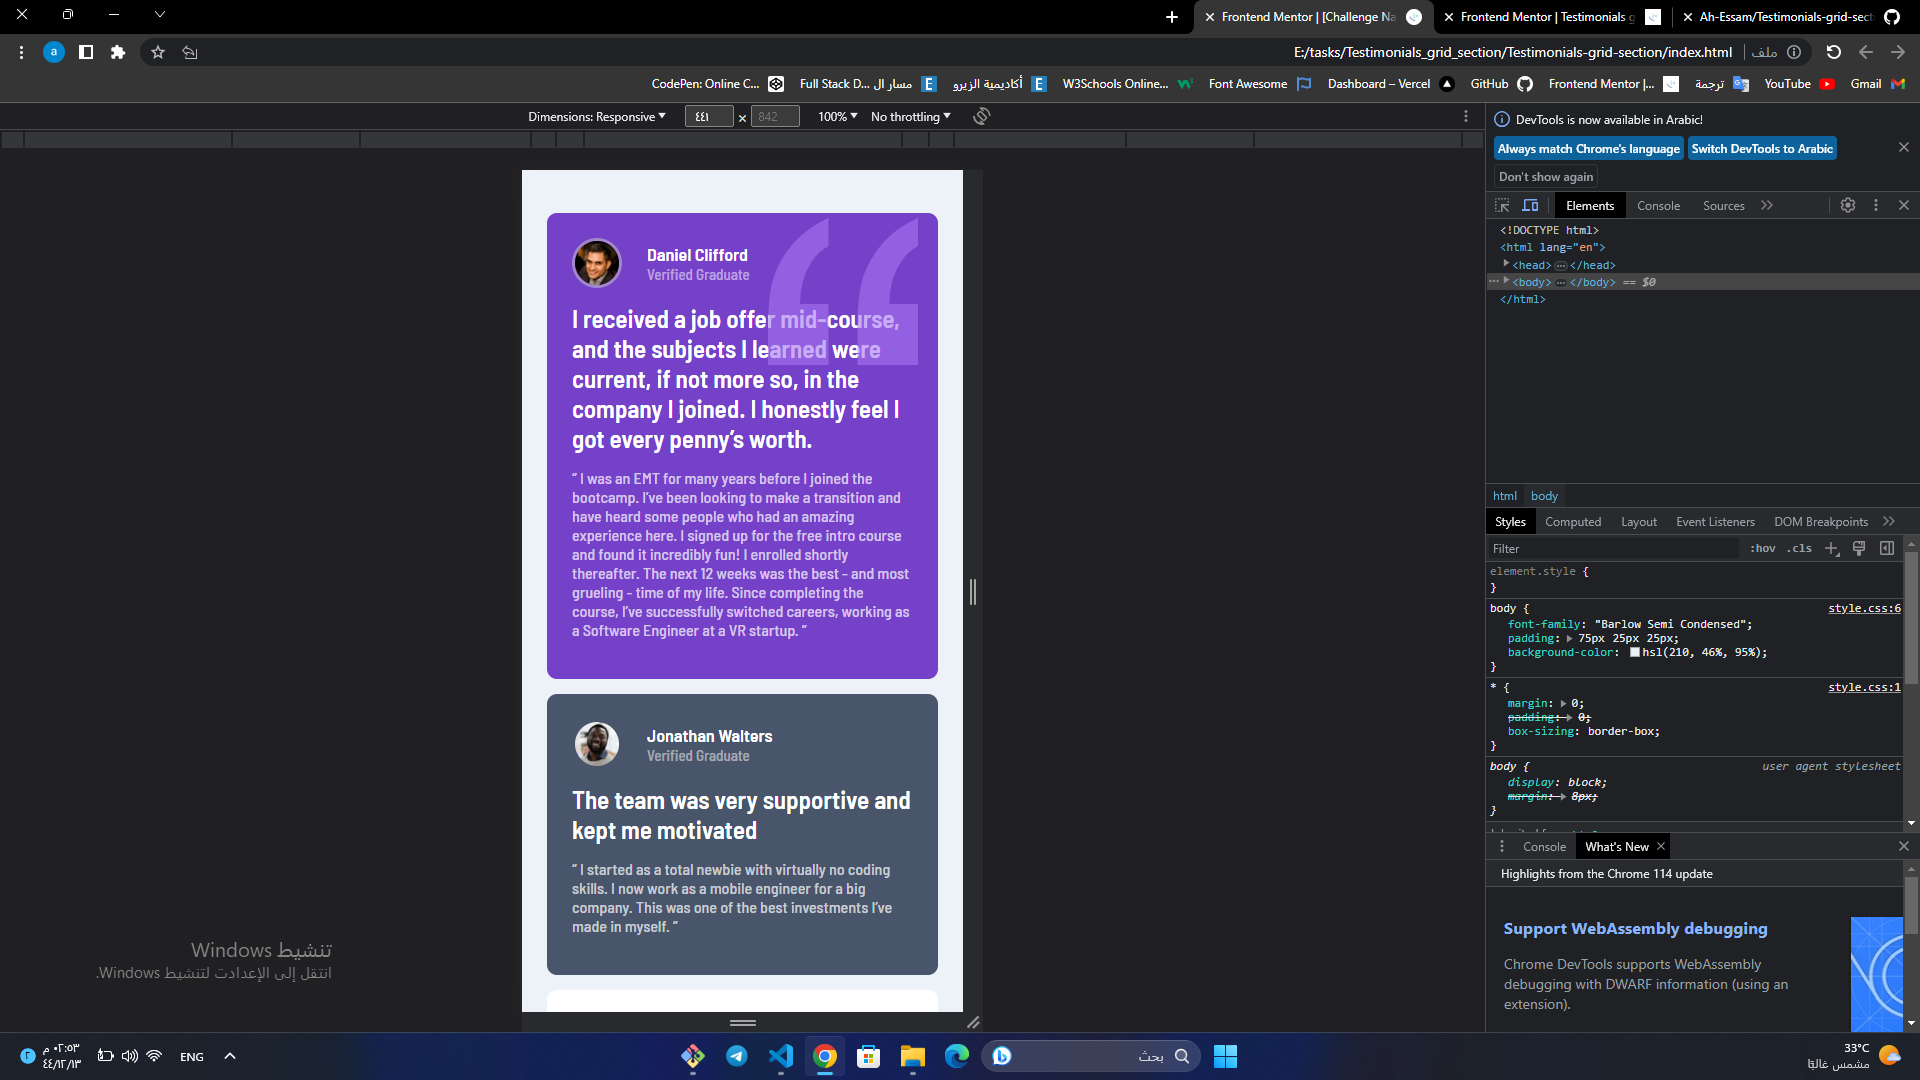 Frontend Mentor | [Challenge Na
Frontend Mentor | Testimonials g
Ah-Essam/Testimonials-grid-sect
a
E:/tasks/Testimonials_grid_section/Testimonials-grid-section/index.html
ملف
CodePen: Online C...
Full Stack D... مسار ال
أكاديمية الزيرو
W3Schools Online...
Font Awesome
Dashboard – Vercel
GitHub
Frontend Mentor |...
ترجمة
YouTube
Gmail
Dimensions: Responsive
٤٤١
×
842
100%
No throttling
DevTools is now available in Arabic!
Always match Chrome's language
Switch DevTools to Arabic
Don't show again
Elements
Console
Sources
<!DOCTYPE html>
<html lang="en">
<head> … </head>
<body> … </body> == $0
</html>
html
body
Styles
Computed
Layout
Event Listeners
DOM Breakpoints
Filter
:hov
.cls
element.style {
}
body {
style.css:6
font-family: "Barlow Semi Condensed";
padding: 75px 25px 25px;
background-color: hsl(210, 46%, 95%);
}
* {
style.css:1
margin: 0;
padding: 0;
box-sizing: border-box;
}
body {
user agent stylesheet
display: block;
margin: 8px;
}
Console
What's New
Highlights from the Chrome 114 update
Support WebAssembly debugging
Chrome DevTools supports WebAssembly
debugging with DWARF information (using an
extension).
Daniel Clifford
Verified Graduate
I received a job offer mid-course,
and the subjects I learned were
current, if not more so, in the
company I joined. I honestly feel I
got every penny’s worth.
“ I was an EMT for many years before I joined the
bootcamp. I’ve been looking to make a transition and
have heard some people who had an amazing
experience here. I signed up for the free intro course
and found it incredibly fun! I enrolled shortly
thereafter. The next 12 weeks was the best - and most
grueling - time of my life. Since completing the
course, I’ve successfully switched careers, working as
a Software Engineer at a VR startup. ”
Jonathan Walters
Verified Graduate
The team was very supportive and
kept me motivated
“ I started as a total newbie with virtually no coding
skills. I now work as a mobile engineer for a big
company. This was one of the best investments I’ve
made in myself. ”
تنشيط Windows
انتقل إلى الإعدادت لتنشيط Windows.
٢
٠٢:٥٣ م
٤٤/١٢/١٣
ENG
بحث
33°C
مشمس غالبًا